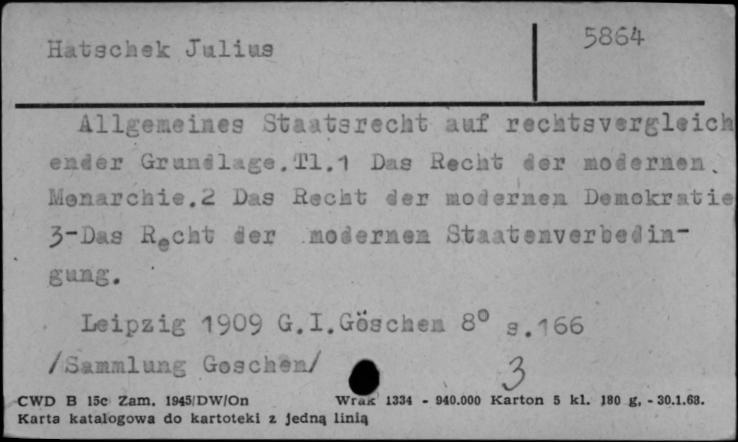 Hatschek Julius
5864
Allgemeines Staatsrecht auf rechtsvergleich
ender Grundlage.Tl.1 Das Recht der modernen.
Monarchie.2 Das Recht der modernen Demokratie
3-Das Recht der modernen Staatenverbedin-
gung.
Leipzig 1909 G.I.Göschen 8° s.166
/Sammlung Goschen/
3
CWD B 15c Zam. 1945/DW/On Wrak 1334 - 940.000 Karton 5 kl. 180 g. - 30.1.68.
Karta katalogowa do kartoteki z jedną linią